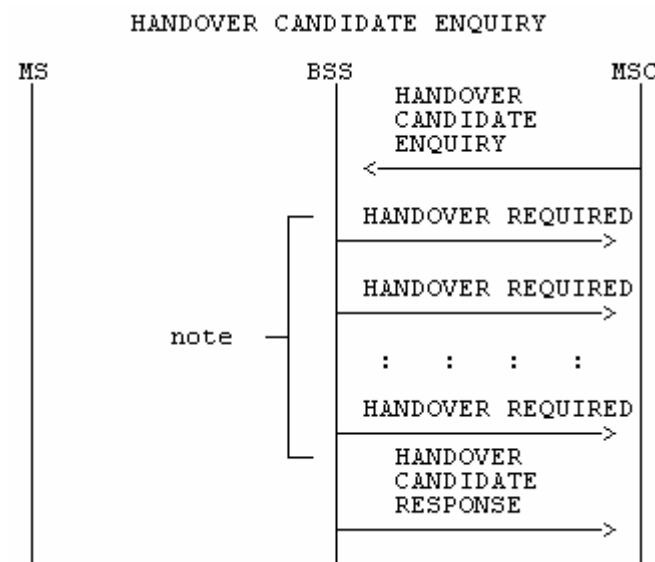 HANDOVER CANDIDATE ENQUIRY
MS BSS MSC
HANDOVER
CANDIDATE
ENQUIRY
HANDOVER REQUIRED
HANDOVER REQUIRED
note
: : : :
HANDOVER REQUIRED
HANDOVER
CANDIDATE
RESPONSE